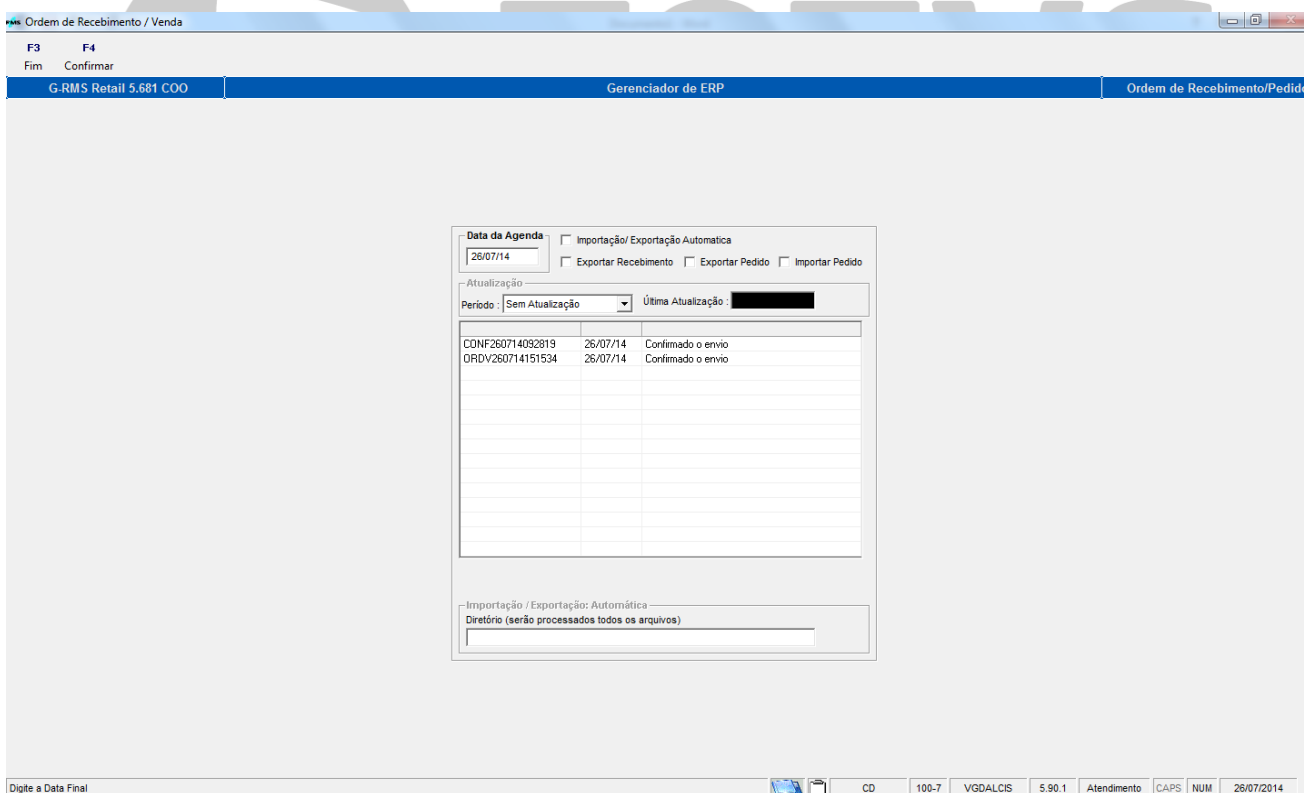 RMS Ordem de Recebimento / Venda
F3 F4
Fim Confirmar
G-RMS Retail 5.681 COO Gerenciador de ERP Ordem de Recebimento/Pedido
Data da Agenda
Importação/ Exportação Automatica
26/07/14
Exportar Recebimento Exportar Pedido Importar Pedido
Atualização
Período : Sem Atualização Última Atualização :
CONF260714092819 26/07/14 Confirmado o envio
ORDV260714151534 26/07/14 Confirmado o envio
Importação / Exportação: Automática
Diretório (serão processados todos os arquivos)
Digite a Data Final CD 100-7 VGDALCIS 5.90.1 Atendimento CAPS NUM 26/07/2014